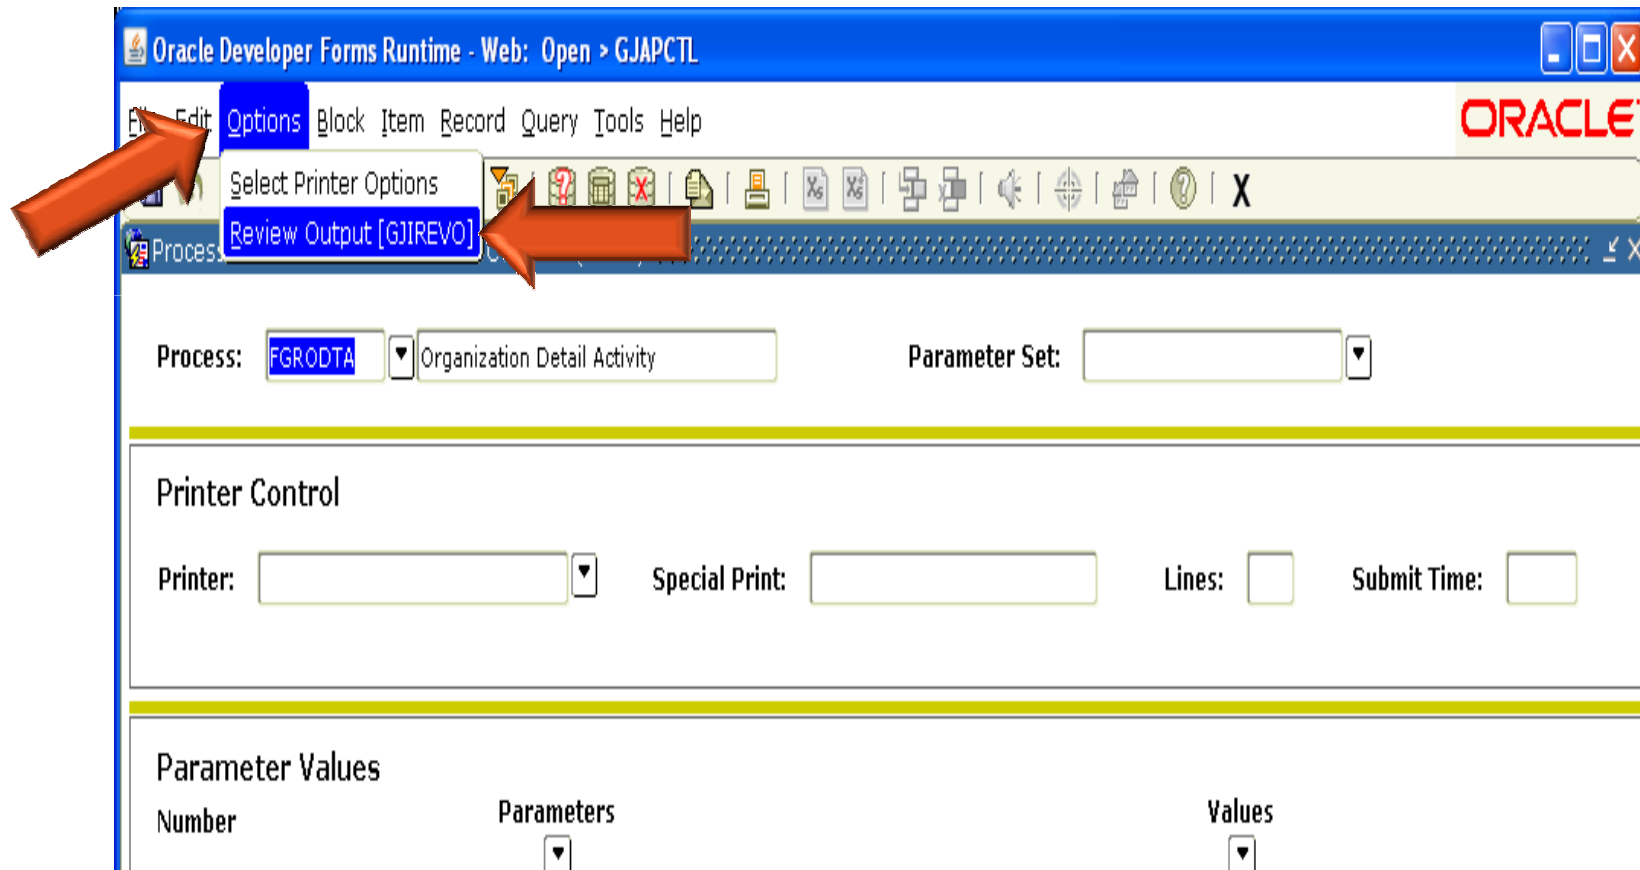 Oracle Developer Forms Runtime - Web: Open > GJAPCTL
Edit Options Block Item Record Query Tools Help
ORACLE
Select Printer Options
Review Output [GJIREVO]
Process: FGRODTA Organization Detail Activity Parameter Set:
Printer Control
Printer: Special Print: Lines: Submit Time:
Parameter Values
Number Parameters Values